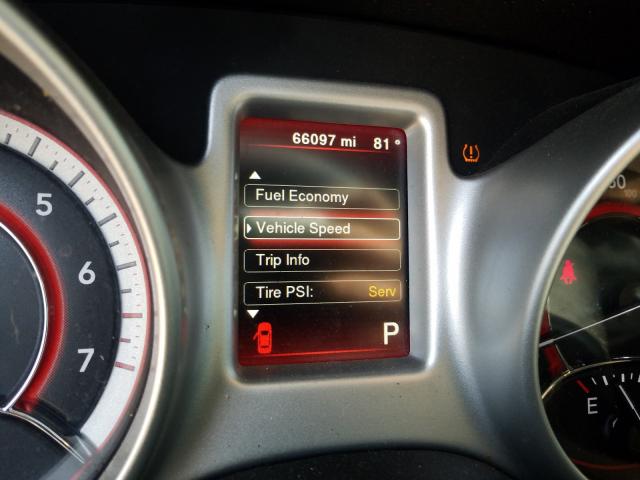 66097 mi 81°
Fuel Economy
Vehicle Speed
Trip Info
Tire PSI: Serv
P
5
6
7
E